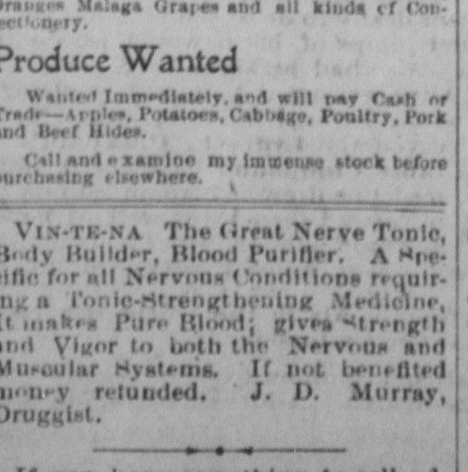 Oranges Malaga Grapes and all kinds of Con-
ectionery.
Produce Wanted
Wanted Immediately, and will pay Cash or
Trade—Apples, Potatoes, Cabbage, Poultry, Pork
and Beef Hides.
Call and examine my immense stock before
purchasing elsewhere.
VIN-TE-NA The Great Nerve Tonic,
Body Builder, Blood Purifier. A Spe-
cific for all Nervous Conditions requir-
ing a Tonic-Strengthening Medicine,
It makes Pure Blood; gives Strength
and Vigor to both the Nervous and
Muscular Systems. If not benefited
money refunded. J. D. Murray,
Druggist.